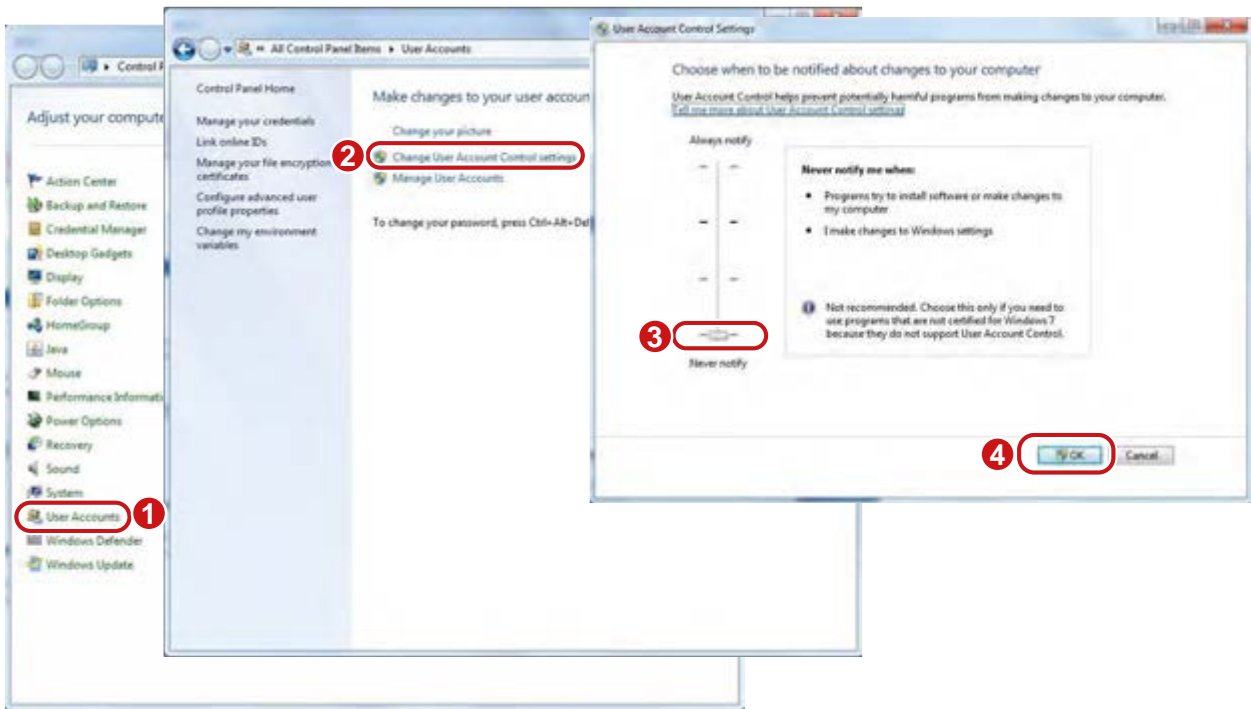 Control P
Adjust your compute
Action Center
Backup and Restore
Credential Manager
Desktop Gadgets
Display
Folder Options
HomeGroup
Java
Mouse
Performance Informati
Power Options
Recovery
Sound
System
User Accounts
1
Windows Defender
Windows Update
All Control Panel Items
User Accounts
Control Panel Home
Manage your credentials
Link online IDs
Manage your file encryption
certificates
Configure advanced user
profile properties
Change my environment
variables
Make changes to your user accoun
Change your picture
2
Change User Account Control settings
Manage User Accounts
To change your password, press Ctrl+Alt+Del
User Account Control Settings
Choose when to be notified about changes to your computer
User Account Control helps prevent potentially harmful programs from making changes to your computer.
Tell me more about User Account Control settings
Always notify
Never notify me when:
• Programs try to install software or make changes to
my computer
• I make changes to Windows settings
Not recommended. Choose this only if you need to
use programs that are not certified for Windows 7
because they do not support User Account Control.
3
Never notify
4
OK
Cancel